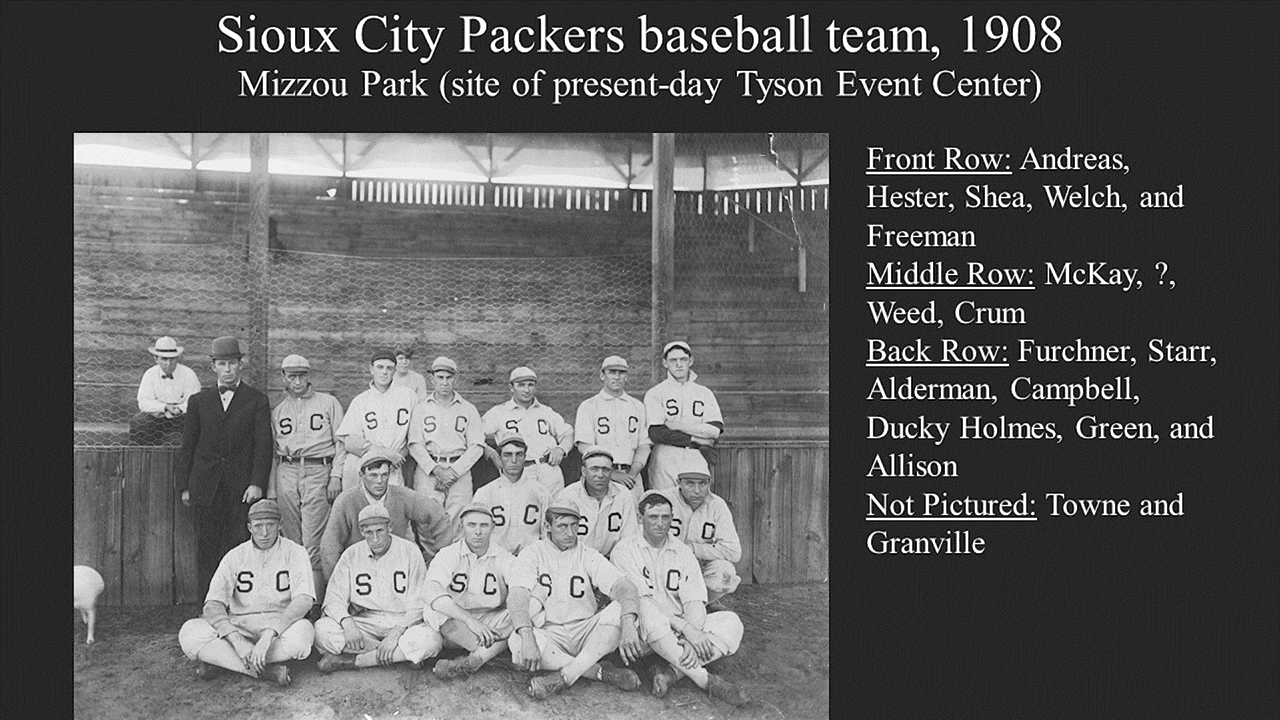 Sioux City Packers baseball team, 1908
Mizzou Park (site of present-day Tyson Event Center)
Front Row: Andreas,
Hester, Shea, Welch, and
Freeman
Middle Row: McKay, ?,
Weed, Crum
Back Row: Furchner, Starr,
Alderman, Campbell,
Ducky Holmes, Green, and
Allison
Not Pictured: Towne and
Granville
S C
S C
S C
S C
S C
S C
S C
S C
S C
S C
S C
S C
S C
S C